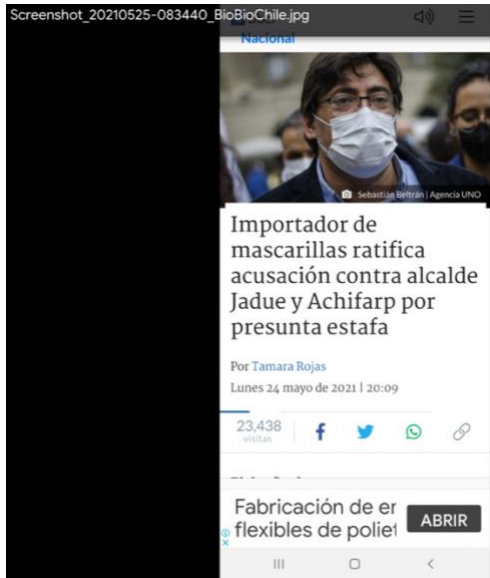 Screenshot_20210525-083440_BioBioChile.jpg
Nacional
Sebastián Beltrán | Agencia UNO
Importador de
mascarillas ratifica
acusación contra alcalde
Jadue y Achifarp por
presunta estafa
Por Tamara Rojas
Lunes 24 mayo de 2021 | 20:09
23,438
visitas
Fabricación de er
flexibles de poliet
ABRIR